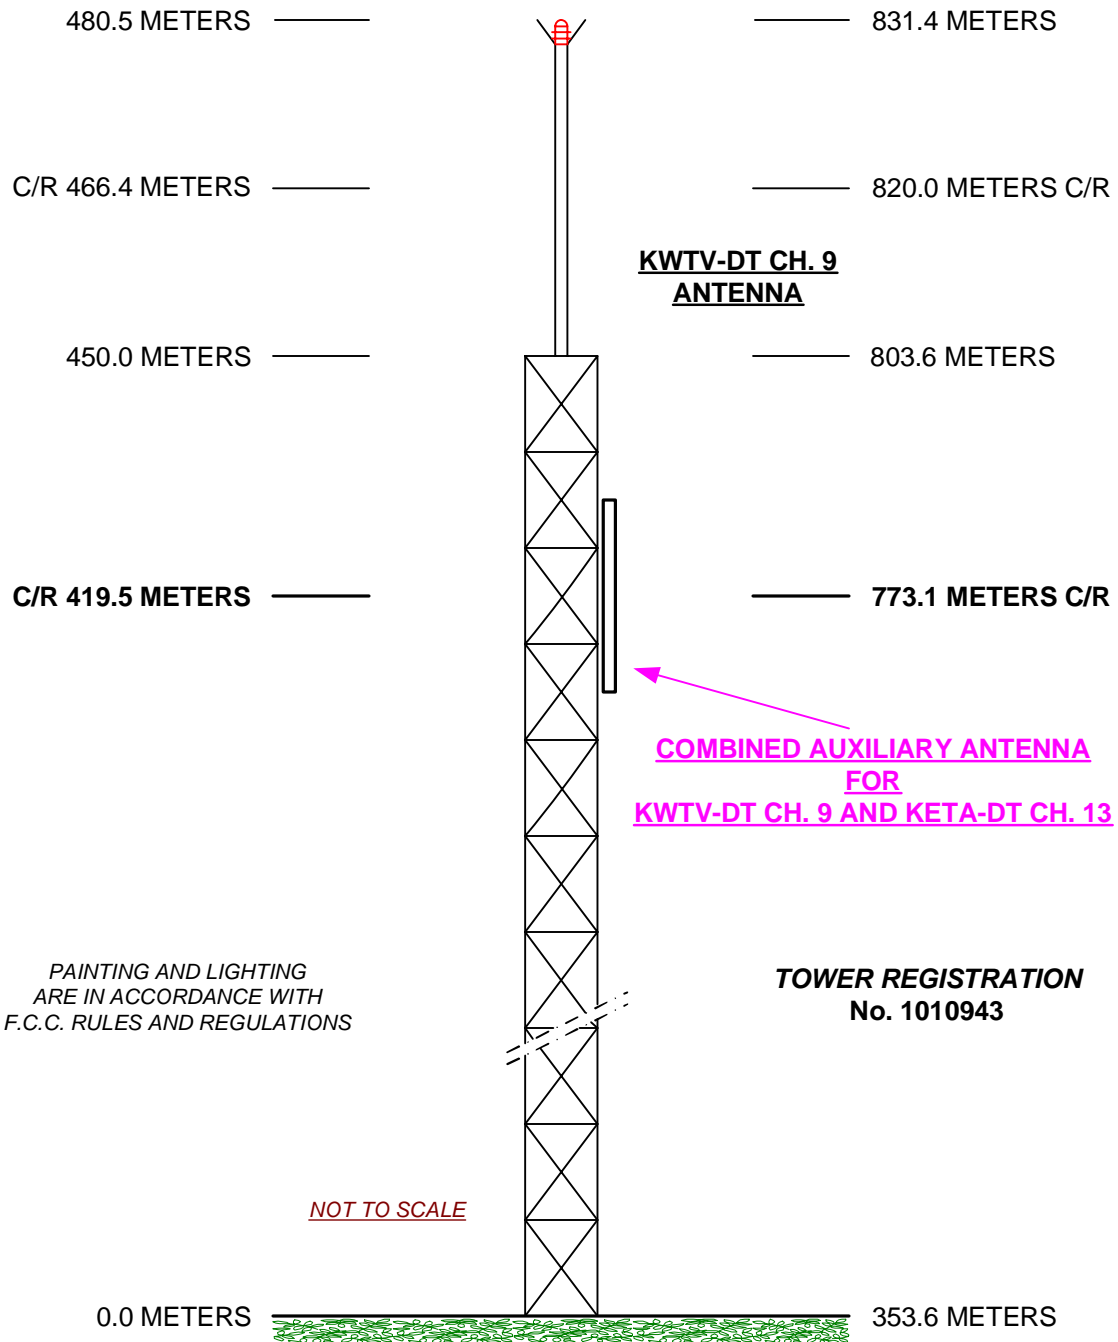 480.5 METERS
831.4 METERS
C/R 466.4 METERS
820.0 METERS C/R
KWTV-DT CH. 9
ANTENNA
450.0 METERS
803.6 METERS
C/R 419.5 METERS
773.1 METERS C/R
COMBINED AUXILIARY ANTENNA
FOR
KWTV-DT CH. 9 AND KETA-DT CH. 13
PAINTING AND LIGHTING
ARE IN ACCORDANCE WITH
F.C.C. RULES AND REGULATIONS
TOWER REGISTRATION
No. 1010943
NOT TO SCALE
0.0 METERS
353.6 METERS